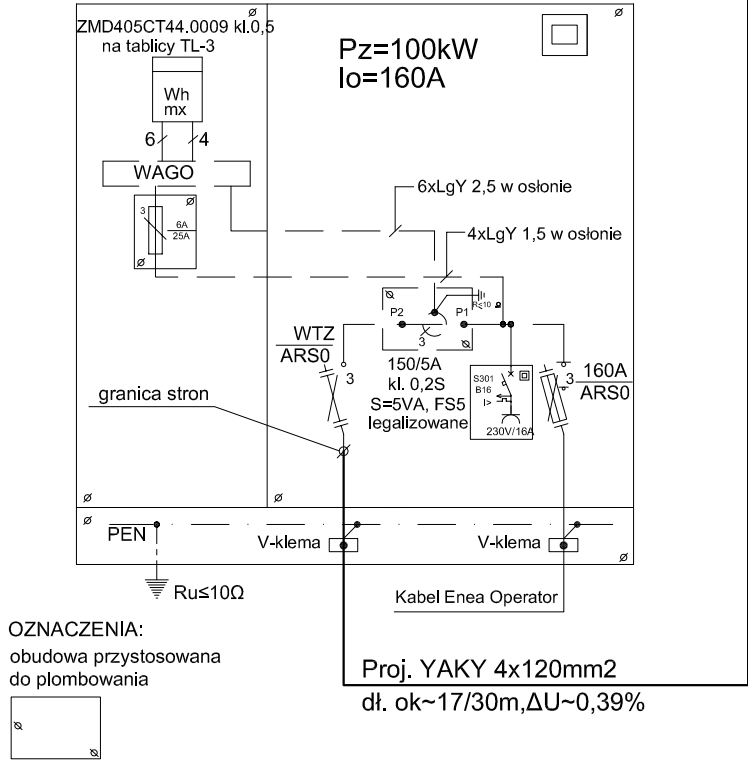 ZMD405CT44.0009 kl.0,5
na tablicy TL-3
Pz=100kW
Io=160A
Wh
mx
6
4
WAGO
3
6A
25A
6xLgY 2,5 w osłonie
4xLgY 1,5 w osłonie
R<10
P2
P1
3
WTZ
ARS0
3
150/5A
kl. 0,2S
S=5VA, FS5
legalizowane
S301
B16
I>
230V/16A
3
160A
ARS0
granica stron
PEN
V-klema
V-klema
Ru≤10Ω
Kabel Enea Operator
OZNACZENIA:
obudowa przystosowana
do plombowania
Proj. YAKY 4x120mm2
dł. ok~17/30m,ΔU~0,39%